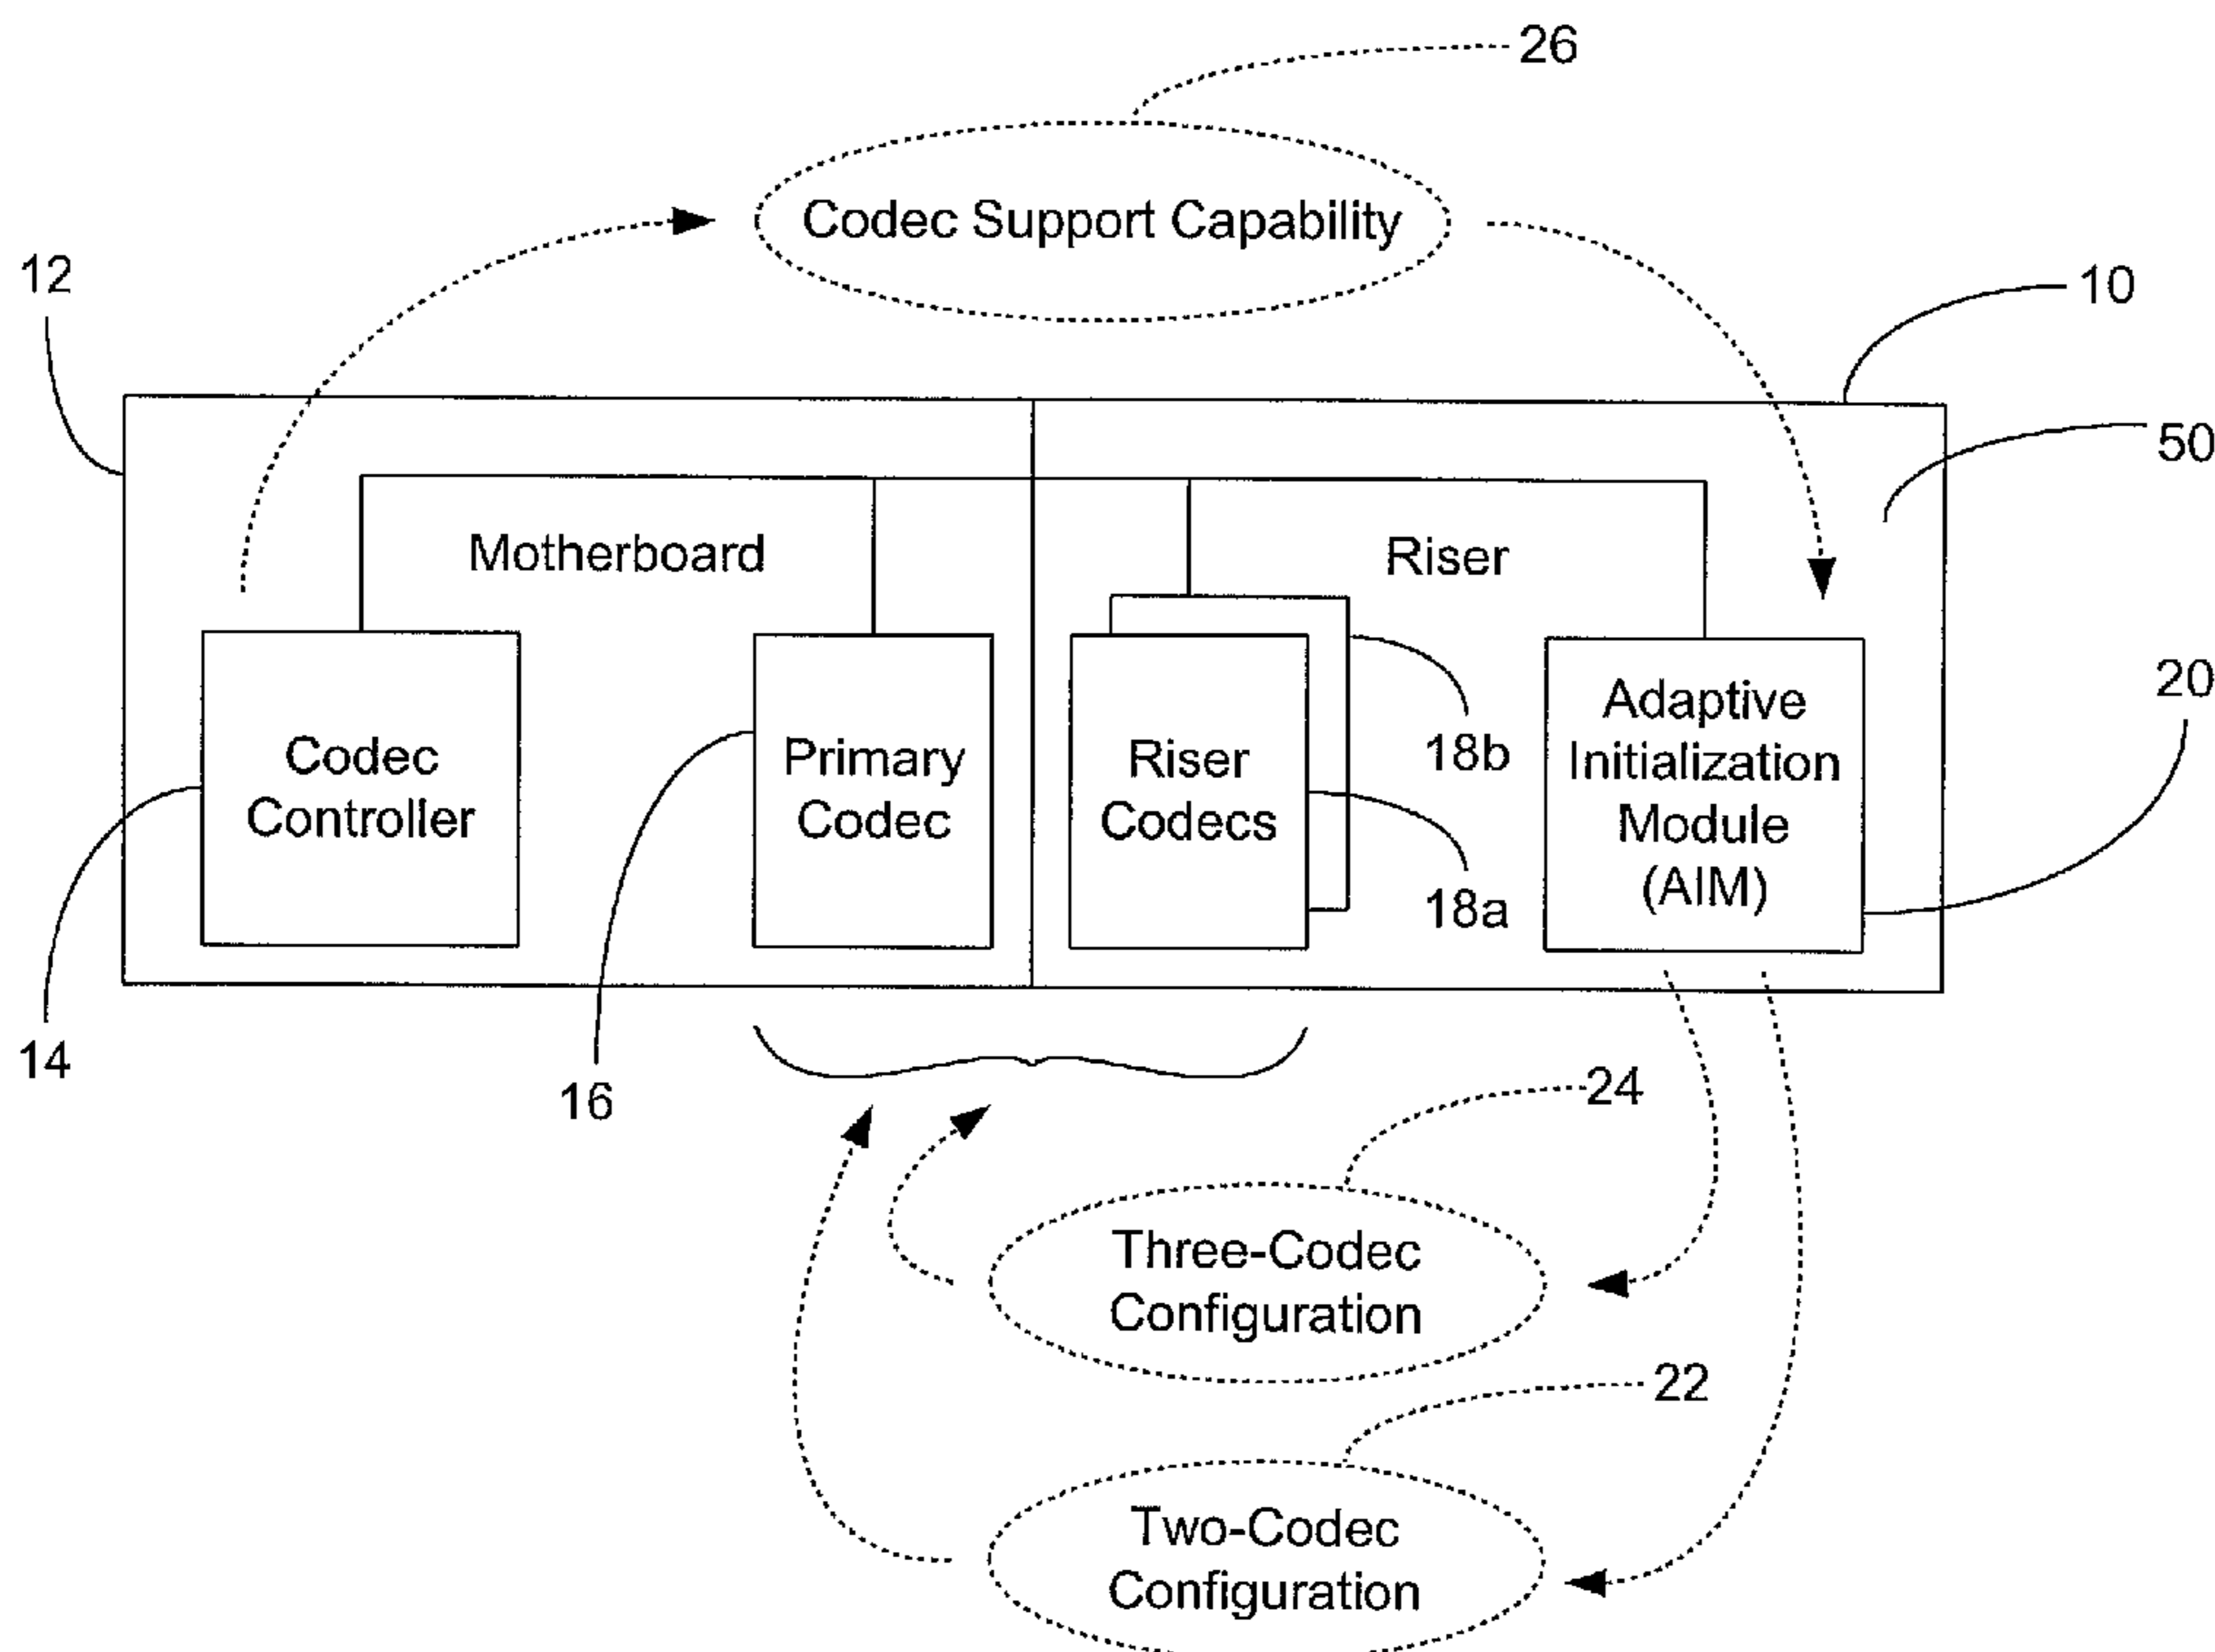 26
Codec Support Capability
12
10
50
Motherboard
Riser
20
Codec
Controller
Primary
Codec
Riser
Codecs
18b
18a
Adaptive
Initialization
Module
(AIM)
14
16
24
Three-Codec
Configuration
22
Two-Codec
Configuration